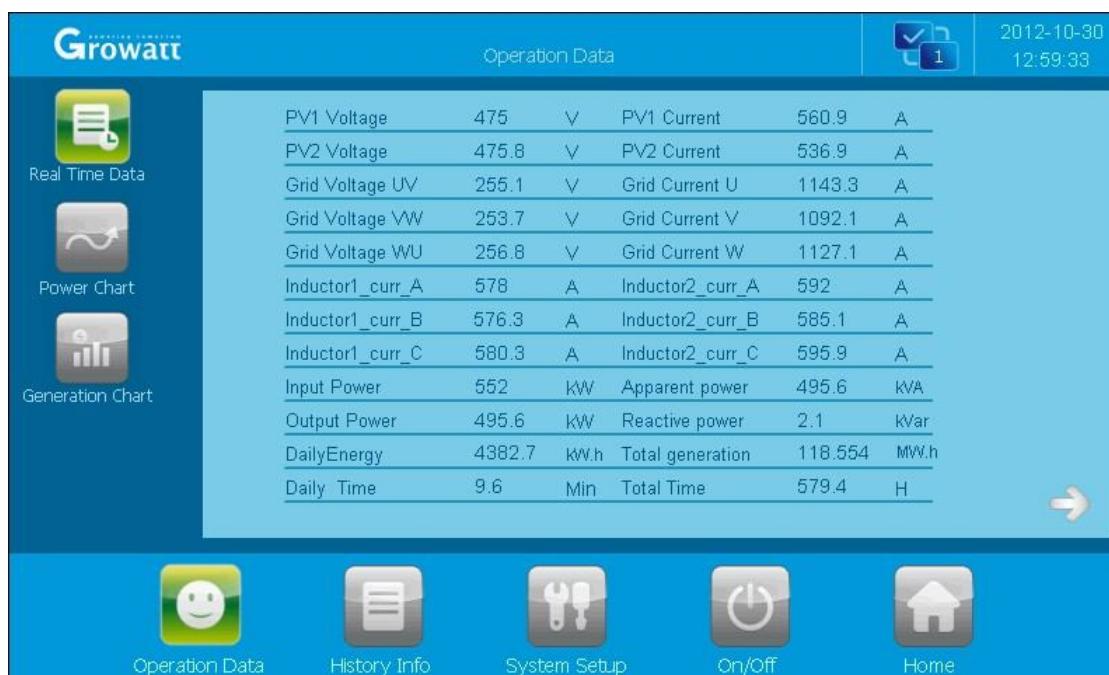 powering tomorrow
Growatt
Operation Data
1
2012-10-30
12:59:33
Real Time Data
Power Chart
Generation Chart
PV1 Voltage 475 V PV1 Current 560.9 A
PV2 Voltage 475.8 V PV2 Current 536.9 A
Grid Voltage UV 255.1 V Grid Current U 1143.3 A
Grid Voltage VW 253.7 V Grid Current V 1092.1 A
Grid Voltage WU 256.8 V Grid Current W 1127.1 A
Inductor1_curr_A 578 A Inductor2_curr_A 592 A
Inductor1_curr_B 576.3 A Inductor2_curr_B 585.1 A
Inductor1_curr_C 580.3 A Inductor2_curr_C 595.9 A
Input Power 552 kW Apparent power 495.6 kVA
Output Power 495.6 kW Reactive power 2.1 kVar
DailyEnergy 4382.7 kW.h Total generation 118.554 MW.h
Daily Time 9.6 Min Total Time 579.4 H
Operation Data
History Info
System Setup
On/Off
Home